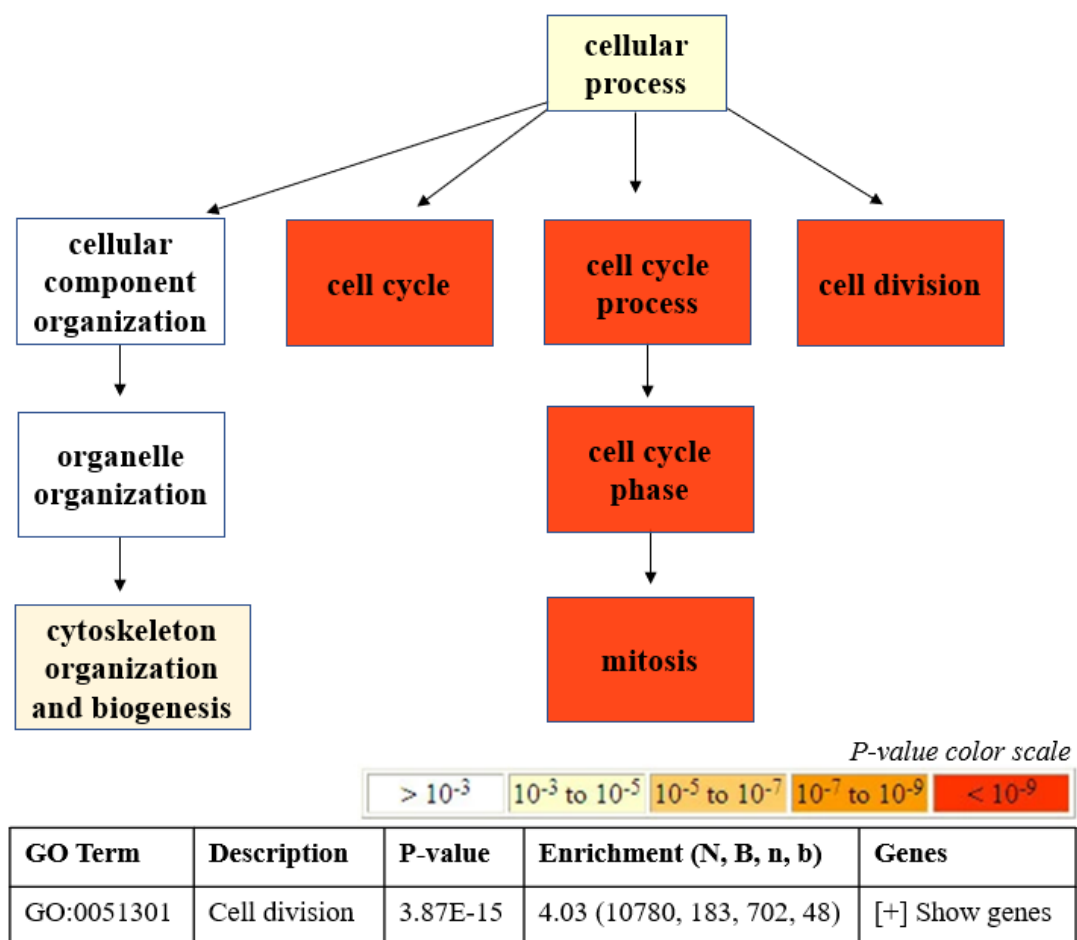 cellular
process
cellular
component
organization
cell cycle
cell cycle
process
cell division
organelle
organization
cell cycle
phase
cytoskeleton
organization
and biogenesis
mitosis
P-value color scale
> 10⁻³ 10⁻³ to 10⁻⁵ 10⁻⁵ to 10⁻⁷ 10⁻⁷ to 10⁻⁹ < 10⁻⁹
GO Term Description P-value Enrichment (N, B, n, b) Genes
GO:0051301 Cell division 3.87E-15 4.03 (10780, 183, 702, 48) [+] Show genes